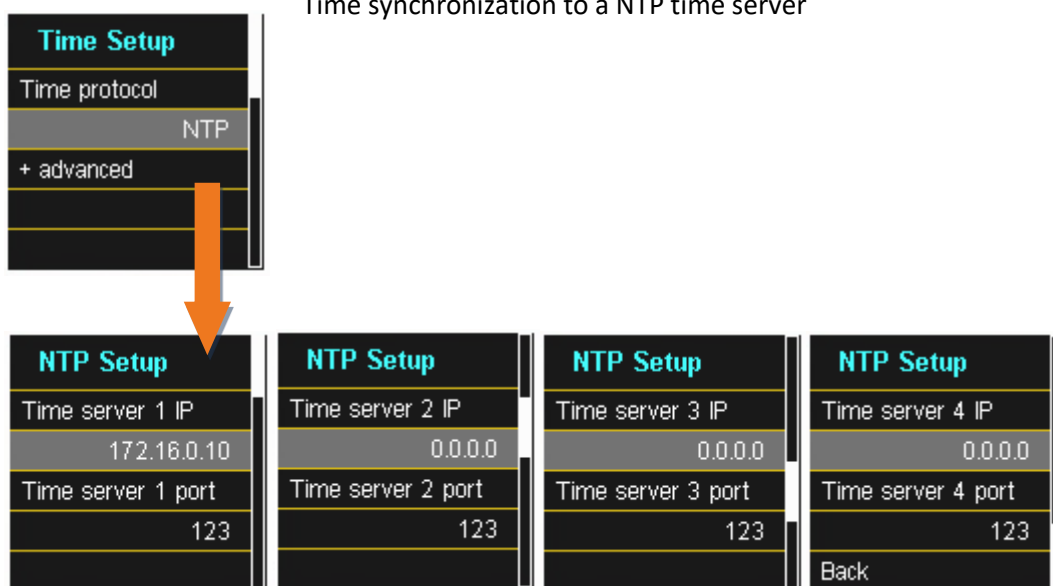 Time synchronization to a NTP time server
Time Setup
Time protocol
NTP
+ advanced
NTP Setup
Time server 1 IP
172.16.0.10
Time server 1 port
123
NTP Setup
Time server 2 IP
0.0.0.0
Time server 2 port
123
NTP Setup
Time server 3 IP
0.0.0.0
Time server 3 port
123
NTP Setup
Time server 4 IP
0.0.0.0
Time server 4 port
123
Back